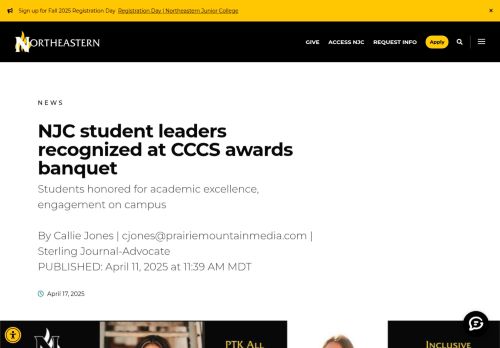 Sign up for Fall 2025 Registration Day Registration Day | Northeastern Junior College ×
NORTHEASTERN GIVE ACCESS NJC REQUEST INFO Apply
NEWS
NJC student leaders
recognized at CCCS awards
banquet
Students honored for academic excellence,
engagement on campus
By Callie Jones | cjones@prairiemountainmedia.com |
Sterling Journal-Advocate
PUBLISHED: April 11, 2025 at 11:39 AM MDT
April 17, 2025
PTK ALL
INCLUSIVE